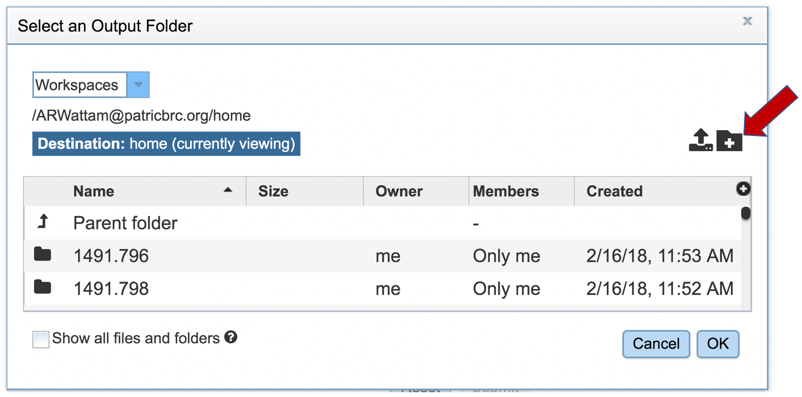 Select an Output Folder
x
Workspaces
/ARWattam@patricbrc.org/home
Destination: home (currently viewing)
Name Size Owner Members Created
Parent folder -
1491.796 me Only me 2/16/18, 11:53 AM
1491.798 me Only me 2/16/18, 11:52 AM
Show all files and folders ?
Cancel OK